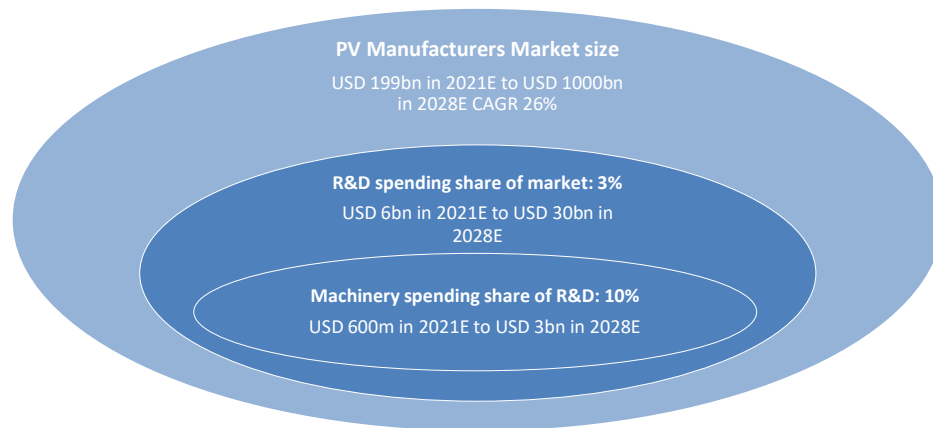 PV Manufacturers Market size
USD 199bn in 2021E to USD 1000bn
in 2028E CAGR 26%
R&D spending share of market: 3%
USD 6bn in 2021E to USD 30bn in
2028E
Machinery spending share of R&D: 10%
USD 600m in 2021E to USD 3bn in 2028E